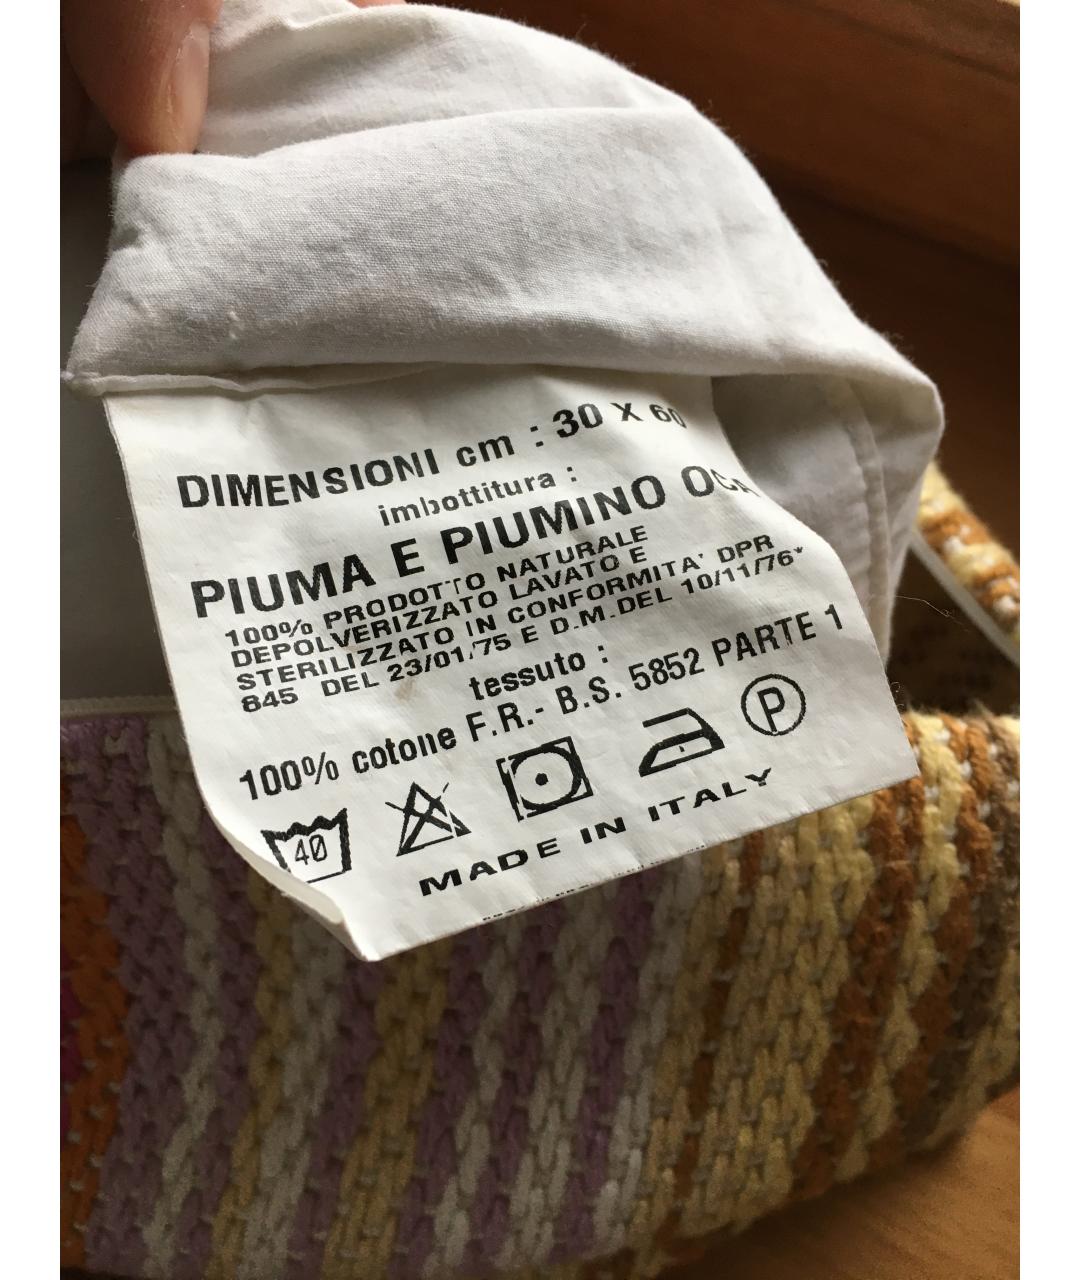 DIMENSIONI cm : 30 X 60
imbottitura :
PIUMA E PIUMINO OCA
100% PRODOTTO NATURALE
DEPOLVERIZZATO LAVATO E
STERILIZZATO IN CONFORMITA' DPR
845 DEL 23/01/75 E D.M.DEL 10/11/76"
tessuto :
100% cotone F.R.- B.S. 5852 PARTE 1
40 P
MADE IN ITALY